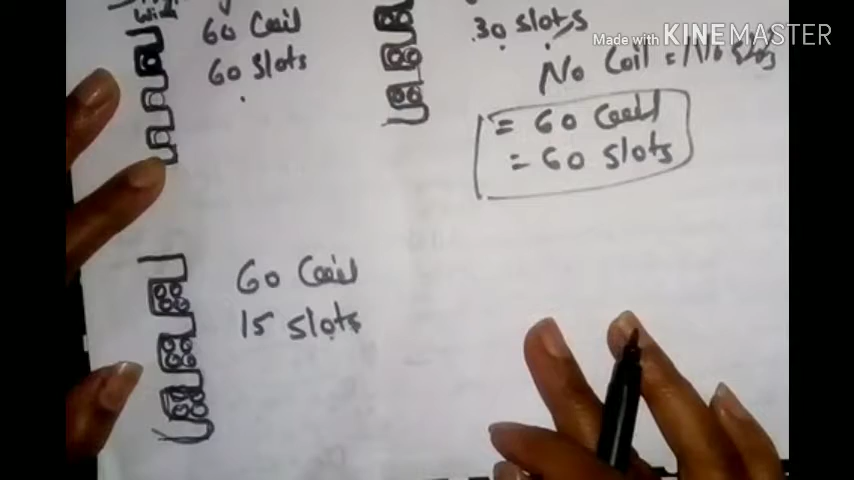 60 Coil
60 Slots
30 slots
No Coil = No slots
= 60 Coil
= 60 slots
60 Coil
15 slots
Made with KINEMASTER